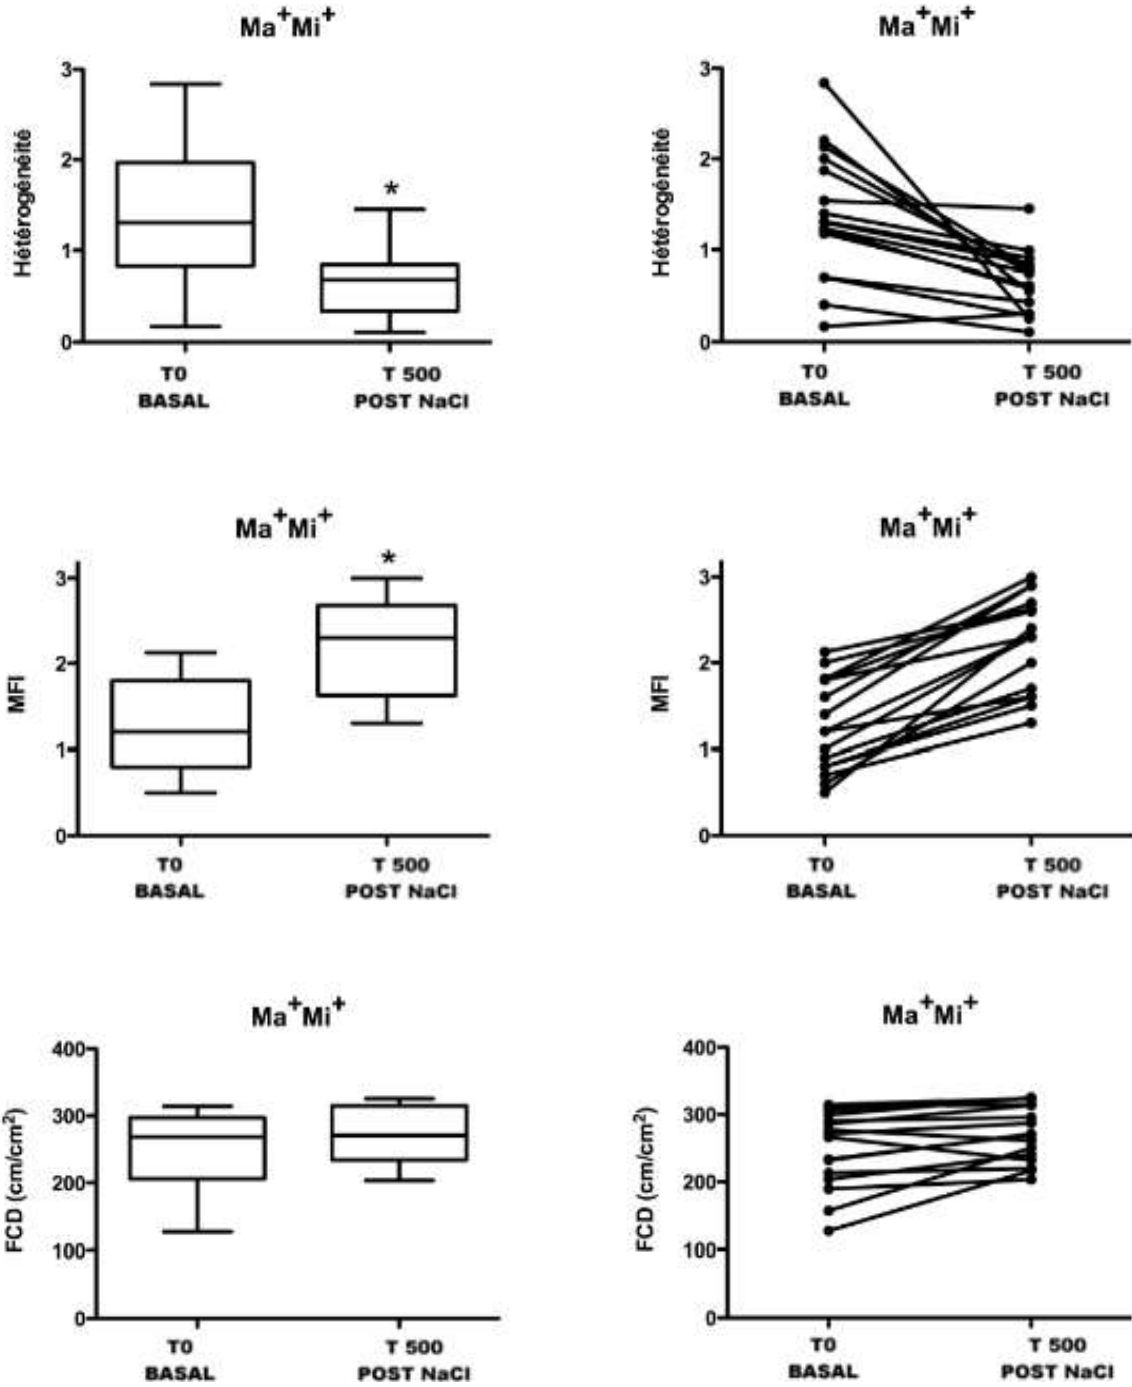 Ma+Mi+
Hétérogénéité
3
2
1
0
*
T0
BASAL
T 500
POST NaCl
Ma+Mi+
Hétérogénéité
3
2
1
0
T0
BASAL
T 500
POST NaCl
Ma+Mi+
MFI
3
2
1
0
*
T0
BASAL
T 500
POST NaCl
Ma+Mi+
MFI
3
2
1
0
T0
BASAL
T 500
POST NaCl
Ma+Mi+
FCD (cm/cm²)
400
300
200
100
0
T0
BASAL
T 500
POST NaCl
Ma+Mi+
FCD (cm/cm²)
400
300
200
100
0
T0
BASAL
T 500
POST NaCl